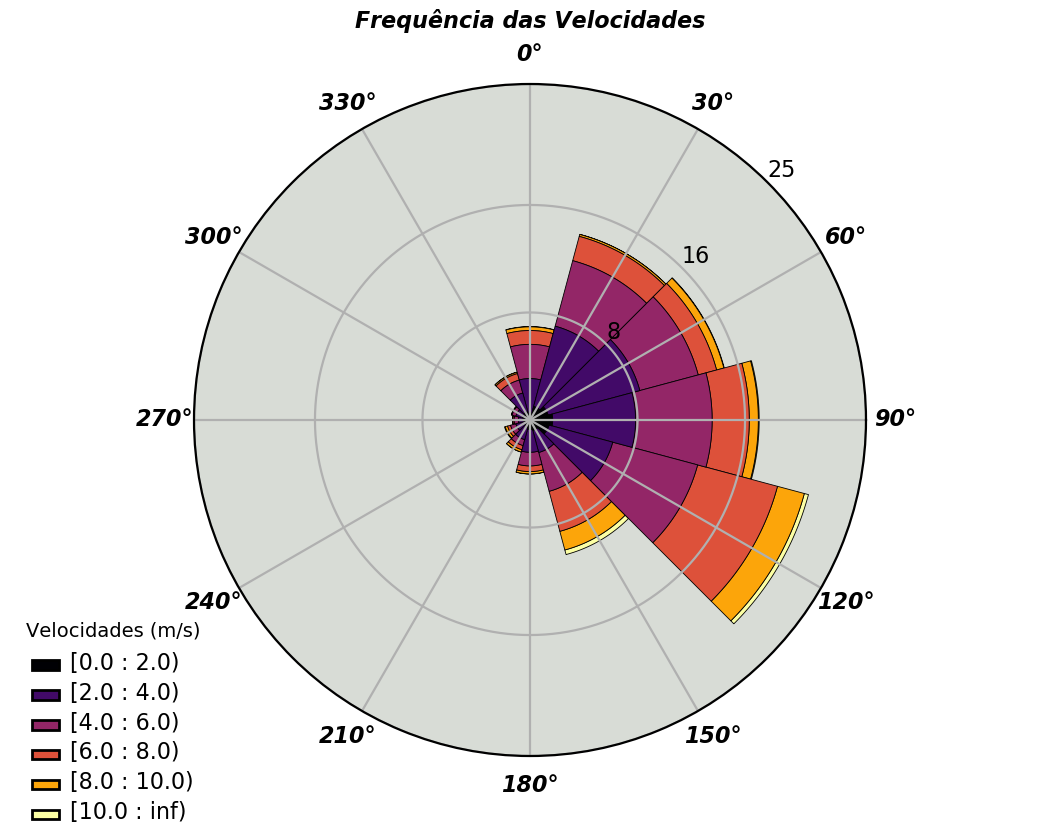 Frequência das Velocidades
0°
330°
30°
25
300°
60°
16
8
270°
90°
240°
120°
210°
150°
180°
Velocidades (m/s)
[0.0 : 2.0)
[2.0 : 4.0)
[4.0 : 6.0)
[6.0 : 8.0)
[8.0 : 10.0)
[10.0 : inf)